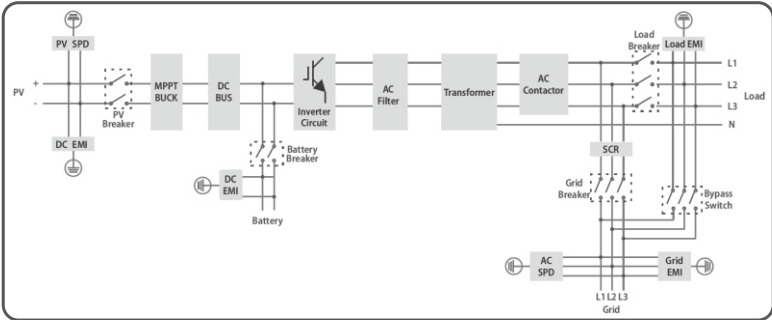 PV SPD
PV
+
-
PV
Breaker
DC EMI
MPPT
BUCK
DC
BUS
Inverter
Circuit
Battery
Breaker
DC
EMI
Battery
AC
Filter
Transformer
AC
Contactor
Load
Breaker
Load EMI
L1
L2
L3
N
Load
SCR
Grid
Breaker
Bypass
Switch
AC
SPD
Grid
EMI
L1 L2 L3
Grid